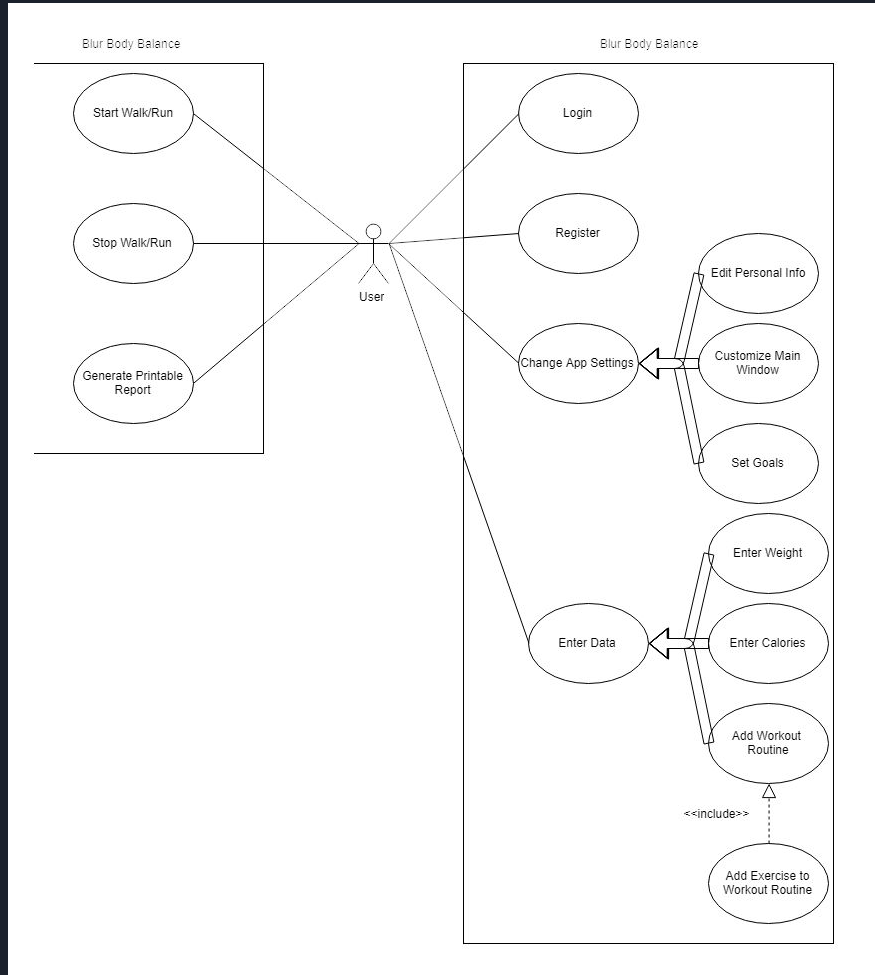 Blur Body Balance
Start Walk/Run
Stop Walk/Run
Generate Printable
Report
User
Blur Body Balance
Login
Register
Change App Settings
Edit Personal Info
Customize Main
Window
Set Goals
Enter Data
Enter Weight
Enter Calories
Add Workout
Routine
<<include>>
Add Exercise to
Workout Routine